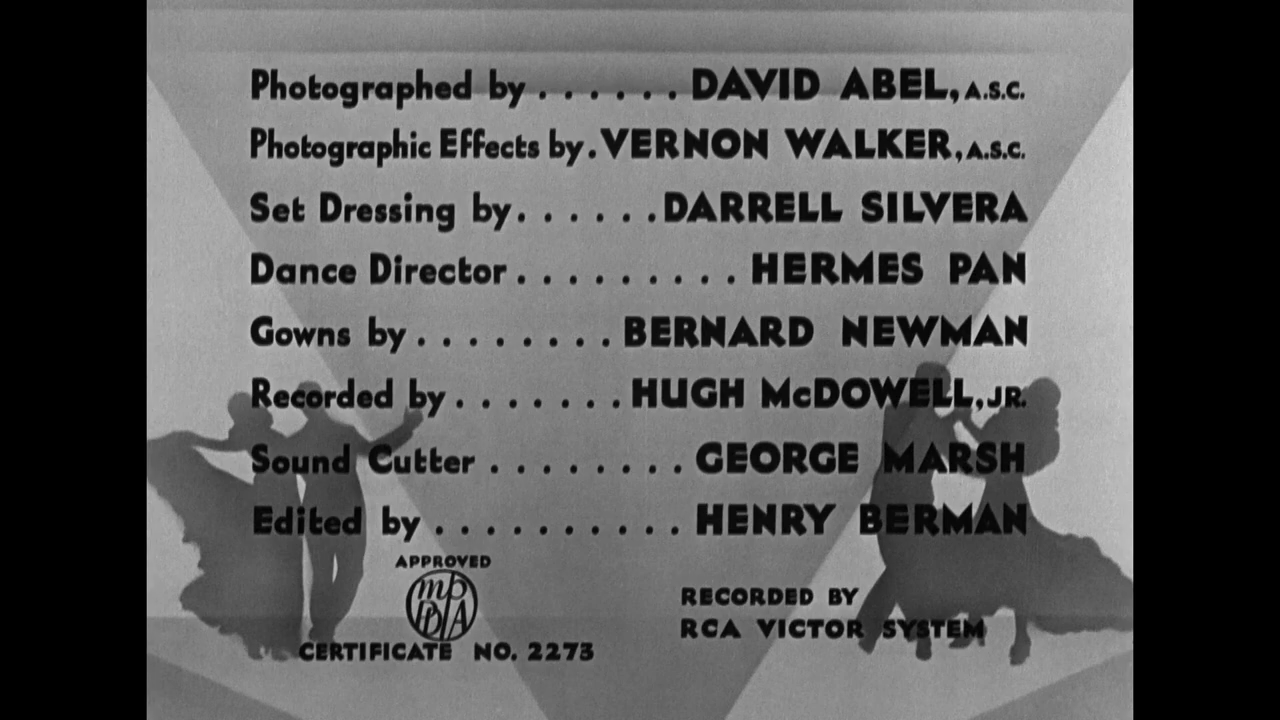 Photographed by . . . . . . DAVID ABEL, A.S.C.
Photographic Effects by . VERNON WALKER, A.S.C.
Set Dressing by . . . . . . DARRELL SILVERA
Dance Director . . . . . . . . . HERMES PAN
Gowns by . . . . . . . . BERNARD NEWMAN
Recorded by . . . . . . . HUGH McDOWELL, JR.
Sound Cutter . . . . . . . . GEORGE MARSH
Edited by . . . . . . . . . . HENRY BERMAN
APPROVED
MPPDA
CERTIFICATE NO. 2273
RECORDED BY
RCA VICTOR SYSTEM